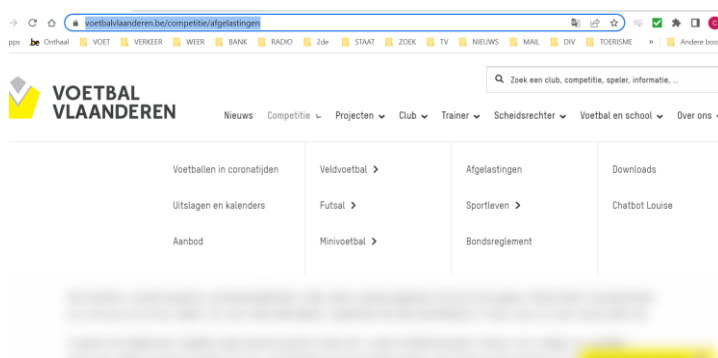 voetbalvlaanderen.be/competitie/afgelastingen
pps .be Onthaal VOET VERKEER WEER BANK RADIO 2de STAAT ZOEK TV NIEUWS MAIL DIV TOERISME » Andere boo
Zoek een club, competitie, speler, informatie, ...
VOETBAL
VLAANDEREN
Nieuws Competitie Projecten Club Trainer Scheidsrechter Voetbal en school Over ons
Voetballen in coronatijden Veldvoetbal > Afgelastingen Downloads
Uitslagen en kalenders Futsal > Sportleven > Chatbot Louise
Aanbod Minivoetbal > Bondsreglement